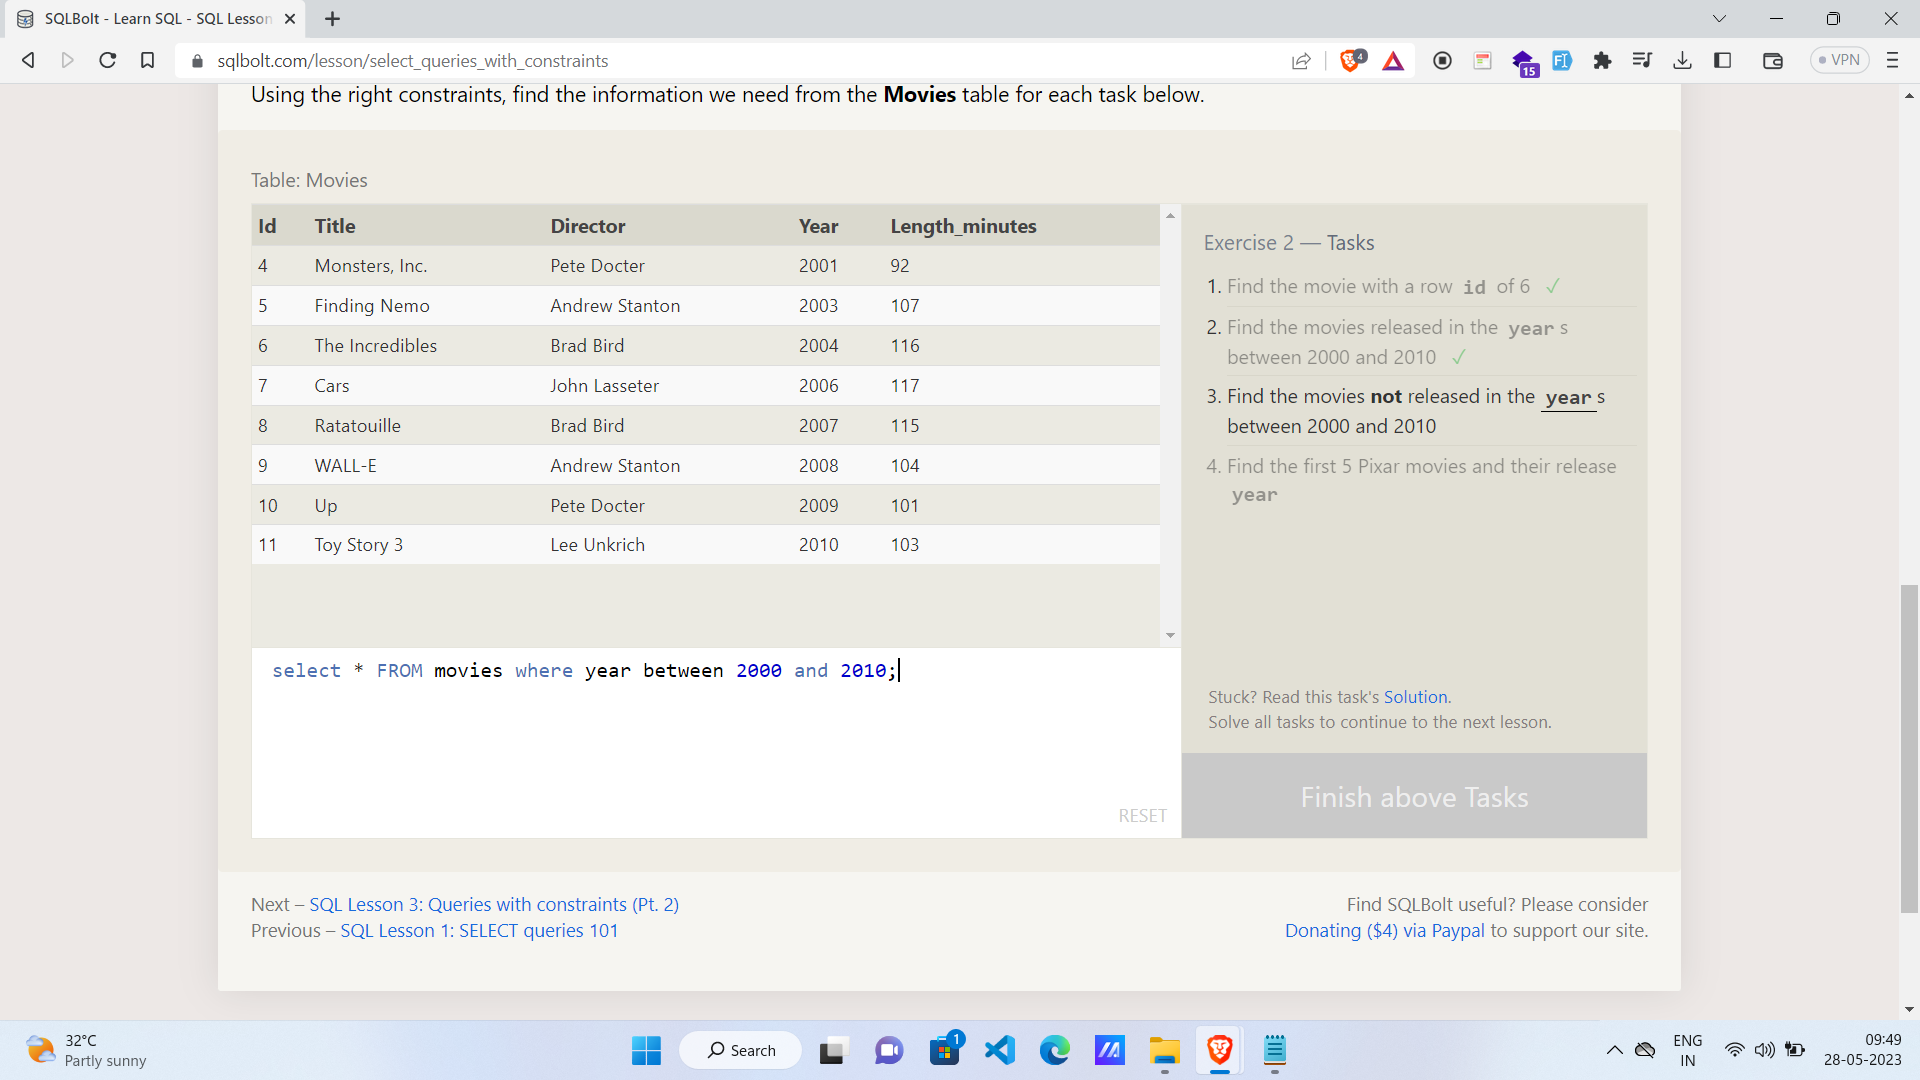 SQLBolt - Learn SQL - SQL Lesson
sqlbolt.com/lesson/select_queries_with_constraints
4
15
VPN
Using the right constraints, find the information we need from the Movies table for each task below.
Table: Movies
Id Title Director Year Length_minutes
4 Monsters, Inc. Pete Docter 2001 92
5 Finding Nemo Andrew Stanton 2003 107
6 The Incredibles Brad Bird 2004 116
7 Cars John Lasseter 2006 117
8 Ratatouille Brad Bird 2007 115
9 WALL-E Andrew Stanton 2008 104
10 Up Pete Docter 2009 101
11 Toy Story 3 Lee Unkrich 2010 103
select * FROM movies where year between 2000 and 2010;
RESET
Exercise 2 — Tasks
1. Find the movie with a row id of 6 ✓
2. Find the movies released in the year s
between 2000 and 2010 ✓
3. Find the movies not released in the year s
between 2000 and 2010
4. Find the first 5 Pixar movies and their release
year
Stuck? Read this task's Solution.
Solve all tasks to continue to the next lesson.
Finish above Tasks
Next – SQL Lesson 3: Queries with constraints (Pt. 2)
Previous – SQL Lesson 1: SELECT queries 101
Find SQLBolt useful? Please consider
Donating ($4) via Paypal to support our site.
32°C
Partly sunny
Search
1
ENG
IN
09:49
28-05-2023